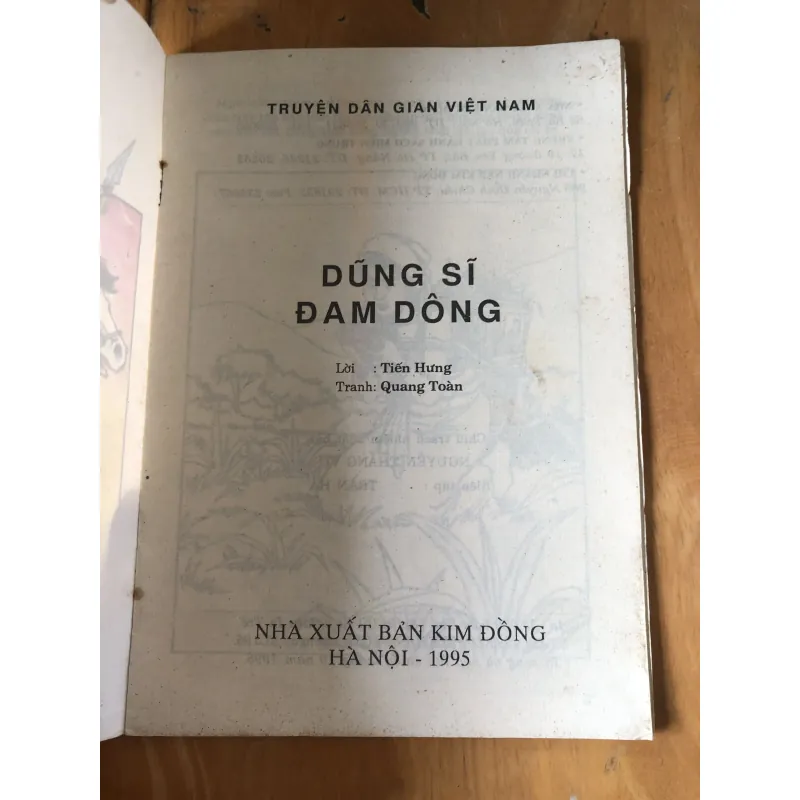 TRUYỆN DÂN GIAN VIỆT NAM
DŨNG SĨ
ĐAM DÔNG
Lời : Tiến Hưng
Tranh: Quang Toàn
NHÀ XUẤT BẢN KIM ĐỒNG
HÀ NỘI - 1995